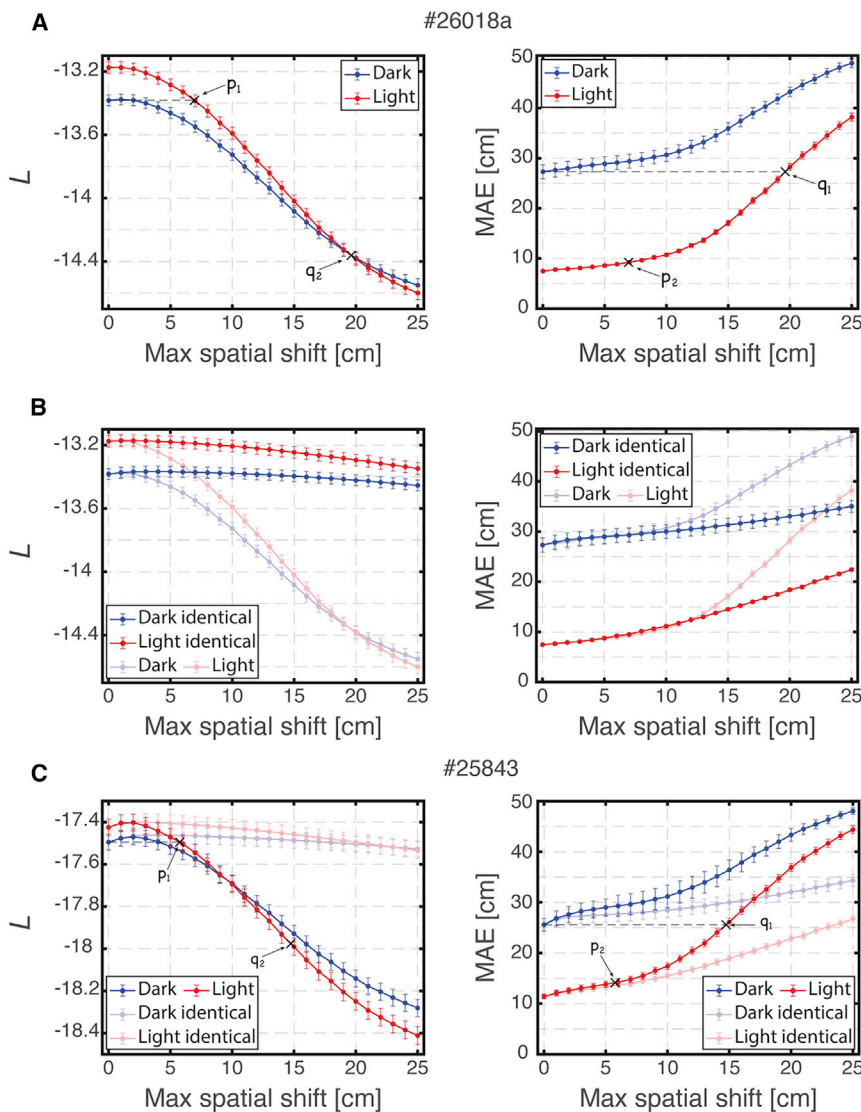 #26018a
A
-13.2
-13.6
-14
-14.4
L
Dark
Light
p1
q2
0 5 10 15 20 25
Max spatial shift [cm]
50
40
30
20
10
0
MAE [cm]
Dark
Light
q1
p2
0 5 10 15 20 25
Max spatial shift [cm]
B
-13.2
-13.6
-14
-14.4
L
Dark identical
Light identical
Dark Light
0 5 10 15 20 25
Max spatial shift [cm]
50
40
30
20
10
0
MAE [cm]
Dark identical
Light identical
Dark Light
0 5 10 15 20 25
Max spatial shift [cm]
#25843
C
-17.4
-17.6
-17.8
-18
-18.2
-18.4
L
p1
q2
Dark Light
Dark identical
Light identical
0 5 10 15 20 25
Max spatial shift [cm]
50
40
30
20
10
0
MAE [cm]
q1
p2
Dark Light
Dark identical
Light identical
0 5 10 15 20 25
Max spatial shift [cm]